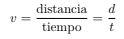 v = distancia / tiempo = d / t